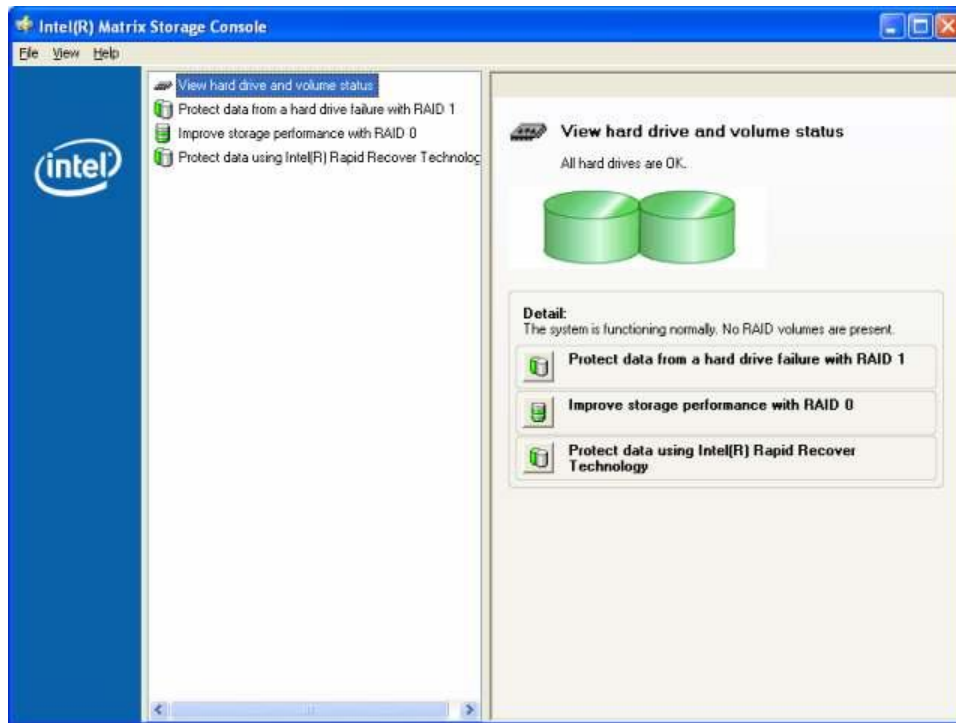 Intel(R) Matrix Storage Console
File View Help
intel
View hard drive and volume status
Protect data from a hard drive failure with RAID 1
Improve storage performance with RAID 0
Protect data using Intel(R) Rapid Recover Technolog
View hard drive and volume status
All hard drives are OK.
Detail:
The system is functioning normally. No RAID volumes are present.
Protect data from a hard drive failure with RAID 1
Improve storage performance with RAID 0
Protect data using Intel(R) Rapid Recover
Technology